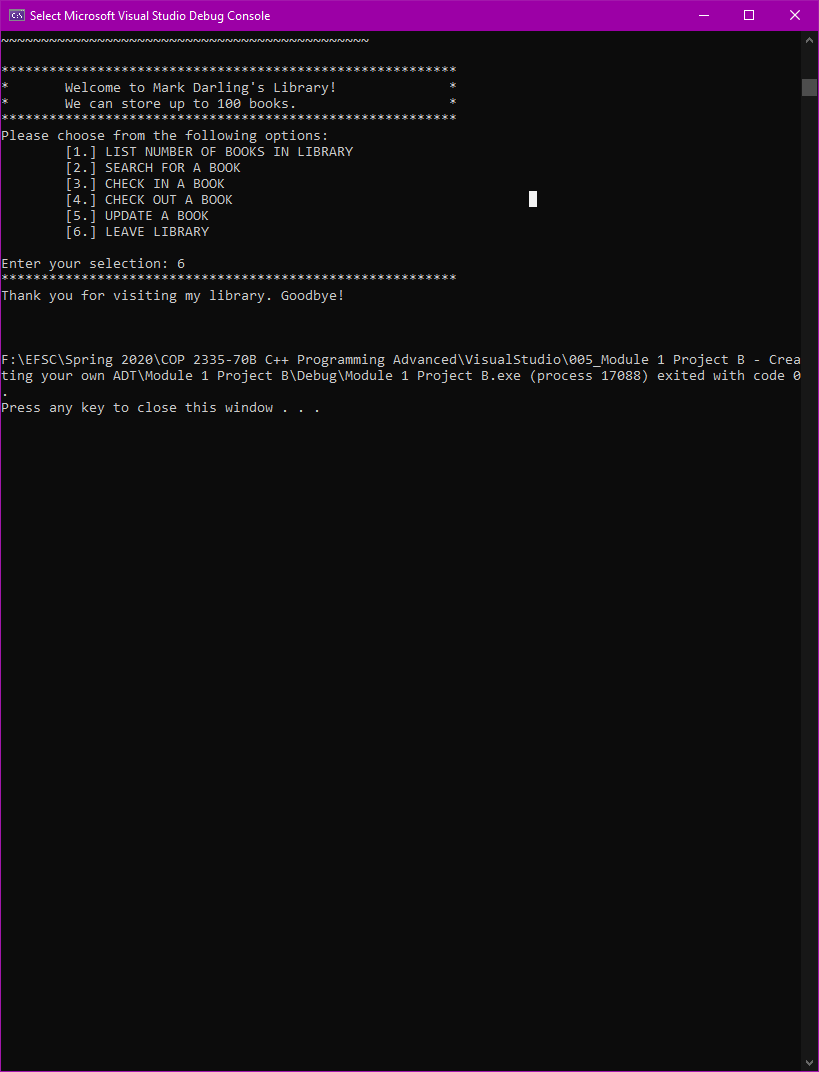 Select Microsoft Visual Studio Debug Console
~~~~~~~~~~~~~~~~~~~~~~~~~~~~~~~~~~~~~~~~~~~~~~
*********************************************************
*       Welcome to Mark Darling's Library!              *
*       We can store up to 100 books.                   *
*********************************************************
Please choose from the following options:
        [1.] LIST NUMBER OF BOOKS IN LIBRARY
        [2.] SEARCH FOR A BOOK
        [3.] CHECK IN A BOOK
        [4.] CHECK OUT A BOOK
        [5.] UPDATE A BOOK
        [6.] LEAVE LIBRARY
Enter your selection: 6
*********************************************************
Thank you for visiting my library. Goodbye!
F:\EFSC\Spring 2020\COP 2335-70B C++ Programming Advanced\VisualStudio\005_Module 1 Project B - Crea
ting your own ADT\Module 1 Project B\Debug\Module 1 Project B.exe (process 17088) exited with code 0
.
Press any key to close this window . . .